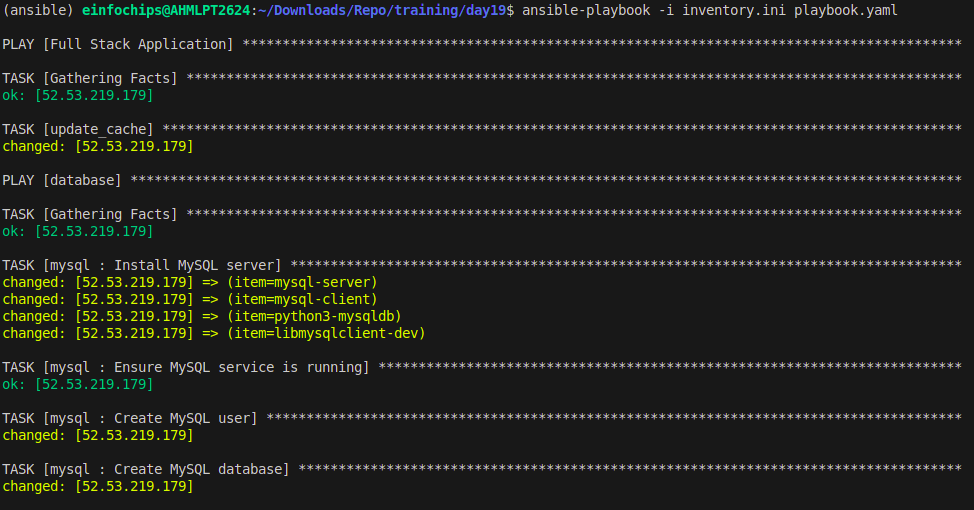 (ansible) einfochips@AHMLPT2624:~/Downloads/Repo/training/day19$ ansible-playbook -i inventory.ini playbook.yaml
PLAY [Full Stack Application] ******************************************************************************************
TASK [Gathering Facts] *************************************************************************************************
ok: [52.53.219.179]
TASK [update_cache] ****************************************************************************************************
changed: [52.53.219.179]
PLAY [database] ********************************************************************************************************
TASK [Gathering Facts] *************************************************************************************************
ok: [52.53.219.179]
TASK [mysql : Install MySQL server] ************************************************************************************
changed: [52.53.219.179] => (item=mysql-server)
changed: [52.53.219.179] => (item=mysql-client)
changed: [52.53.219.179] => (item=python3-mysqldb)
changed: [52.53.219.179] => (item=libmysqlclient-dev)
TASK [mysql : Ensure MySQL service is running] *************************************************************************
ok: [52.53.219.179]
TASK [mysql : Create MySQL user] ***************************************************************************************
changed: [52.53.219.179]
TASK [mysql : Create MySQL database] ***********************************************************************************
changed: [52.53.219.179]